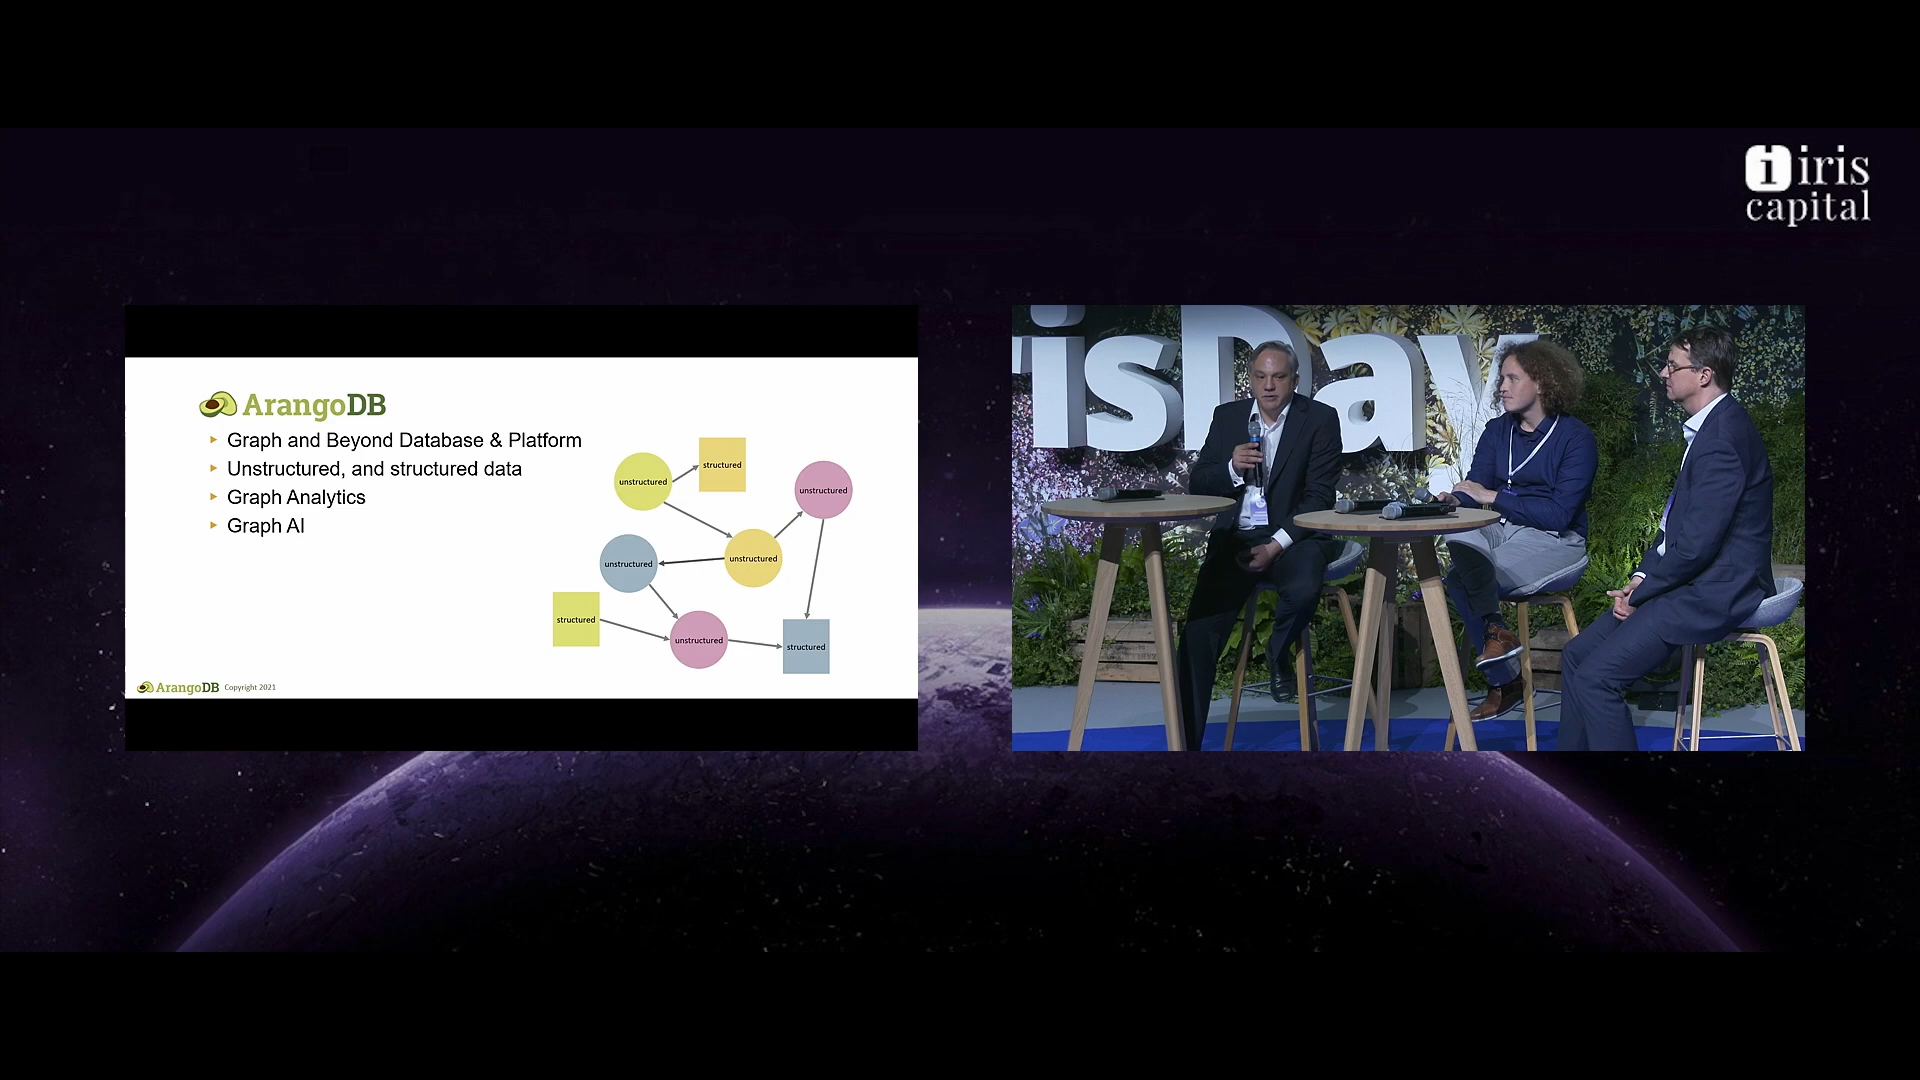 iris
capital
ArangoDB
Graph and Beyond Database & Platform
Unstructured, and structured data
Graph Analytics
Graph AI
unstructured
structured
unstructured
unstructured
unstructured
structured
unstructured
structured
ArangoDB Copyright 2021
risDay